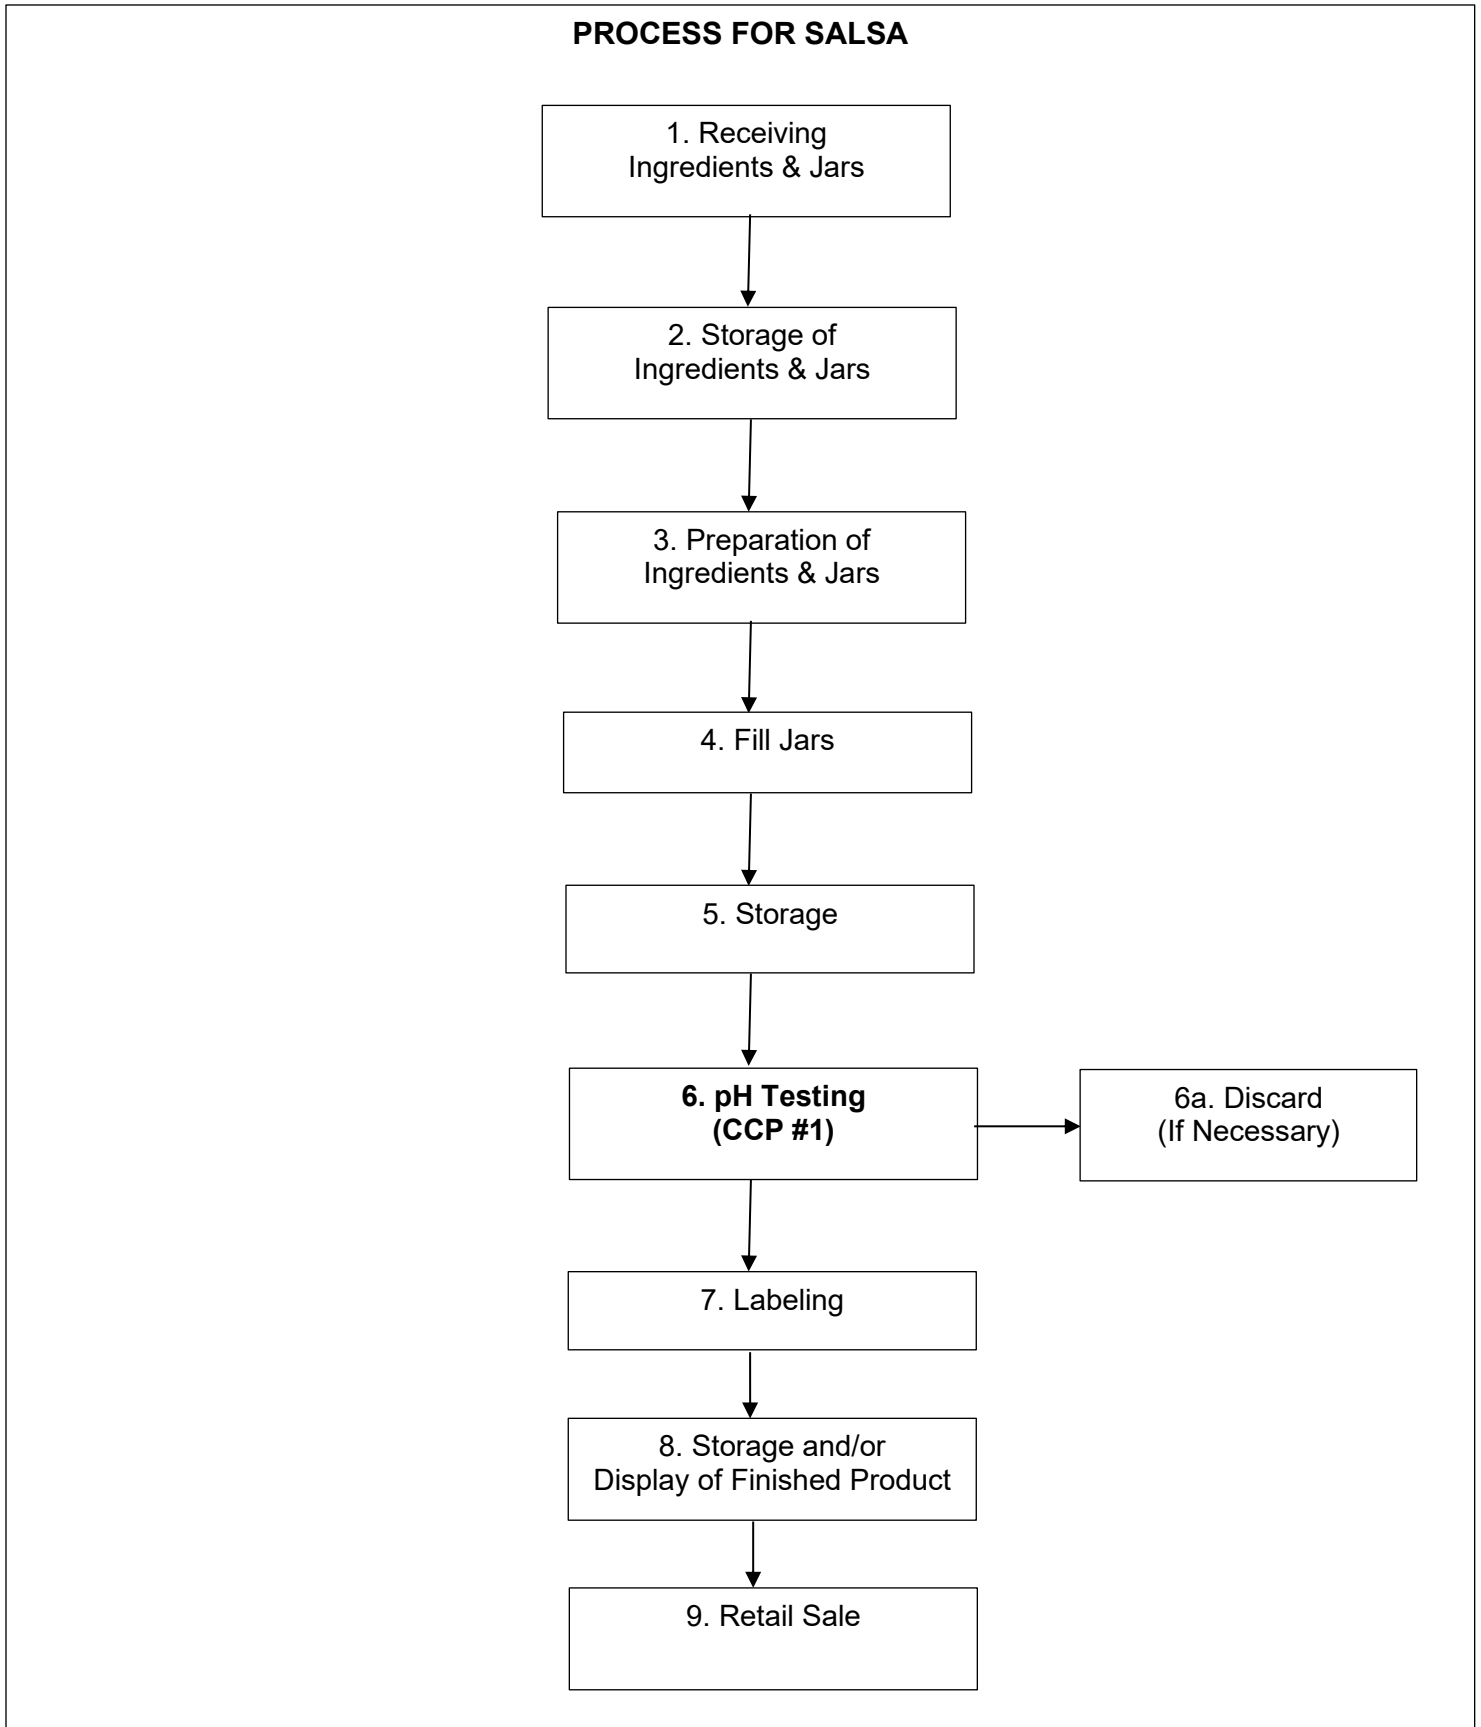 PROCESS FOR SALSA
1. Receiving
Ingredients & Jars
2. Storage of
Ingredients & Jars
3. Preparation of
Ingredients & Jars
4. Fill Jars
5. Storage
6. pH Testing
(CCP #1)
6a. Discard
(If Necessary)
7. Labeling
8. Storage and/or
Display of Finished Product
9. Retail Sale